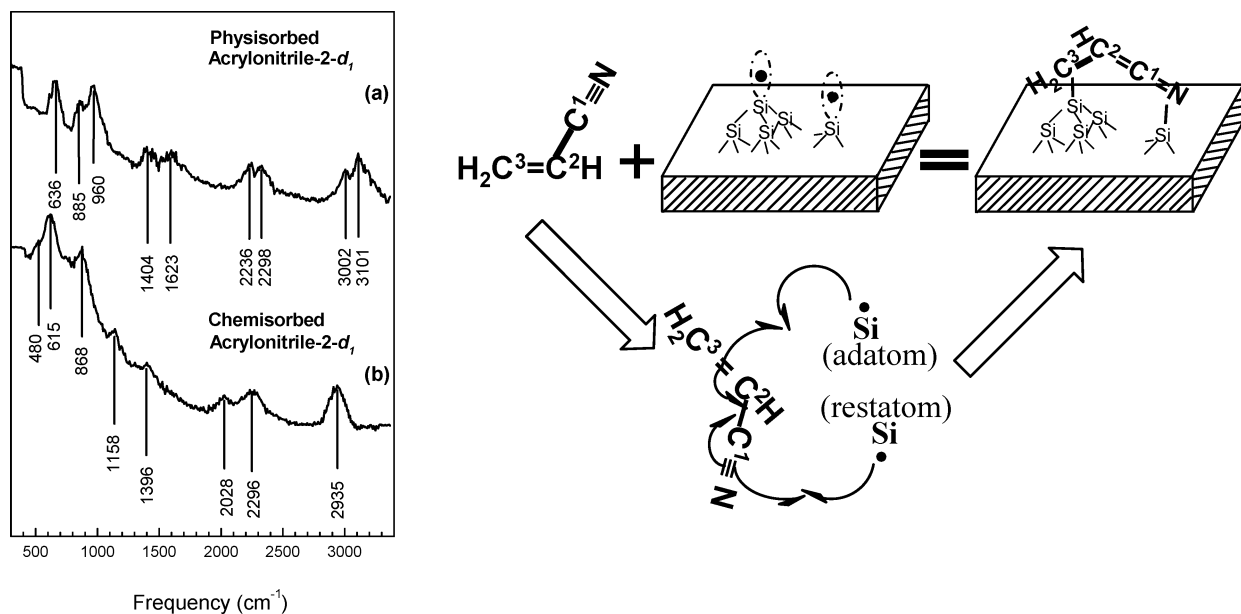 Physisorbed
Acrylonitrile-2-d₁
(a)
636
885
960
1404
1623
2236
2298
3002
3101
480
615
868
Chemisorbed
Acrylonitrile-2-d₁
(b)
1158
1396
2028
2296
2935
500 1000 1500 2000 2500 3000
Frequency (cm⁻¹)
C¹≡N
H₂C³=C²H
+
Si
Si Si Si Si
Si
=
H₂C³ HC²=C¹=N
Si Si
Si Si Si
Si
H₂C³=C²H
C¹≡N
Si
(adatom)
(restatom)
Si